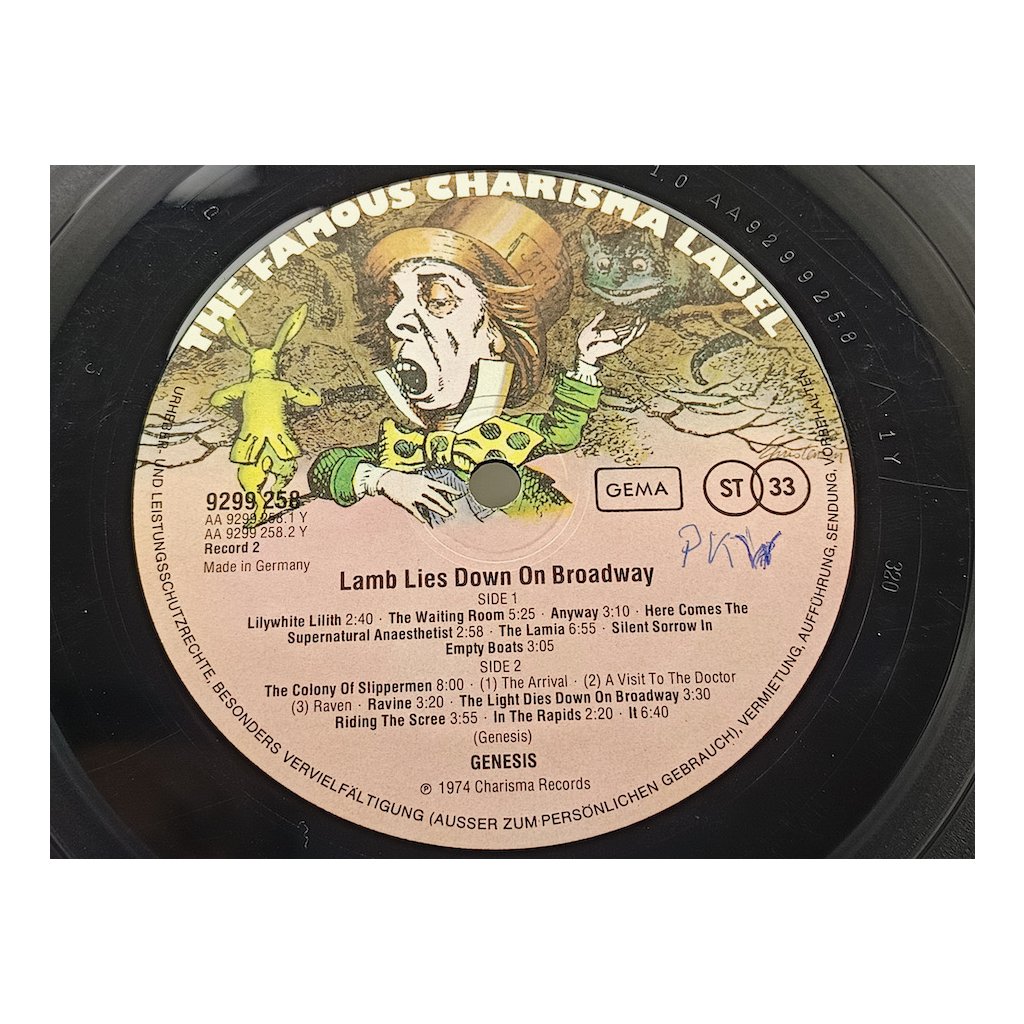 THE FAMOUS CHARISMA LABEL
1.0 AA9299258
1Y
320
9299 258
AA 9299 258.1 Y
AA 9299 258.2 Y
Record 2
Made in Germany
GEMA
ST 33
PKW
Lamb Lies Down On Broadway
SIDE 1
Lilywhite Lilith 2:40 · The Waiting Room 5:25 · Anyway 3:10 · Here Comes The
Supernatural Anaesthetist 2:58 · The Lamia 6:55 · Silent Sorrow In
Empty Boats 3:05
SIDE 2
The Colony Of Slippermen 8:00 · (1) The Arrival · (2) A Visit To The Doctor
(3) Raven · Ravine 3:20 · The Light Dies Down On Broadway 3:30
Riding The Scree 3:55 · In The Rapids 2:20 · It 6:40
(Genesis)
GENESIS
℗ 1974 Charisma Records
URHEBER- UND LEISTUNGSSCHUTZRECHTE, BESONDERS VERVIELFÄLTIGUNG (AUSSER ZUM PERSÖNLICHEN GEBRAUCH), VERMIETUNG, AUFFÜHRUNG, SENDUNG, VORBEHALTEN